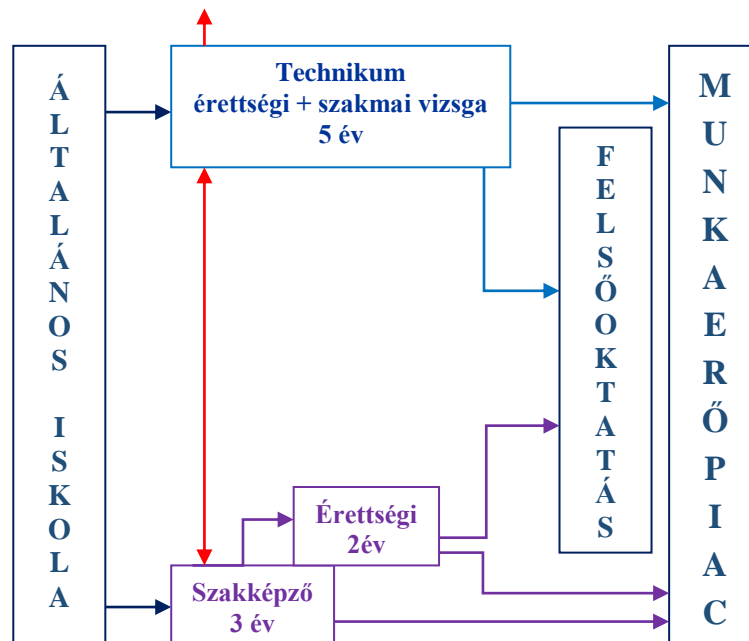 ÁLTALÁNOS ISKOLA
Technikum
érettségi + szakmai vizsga
5 év
Érettségi
2év
Szakképző
3 év
FELSŐOKTATÁS
MUNKAERŐPIAC